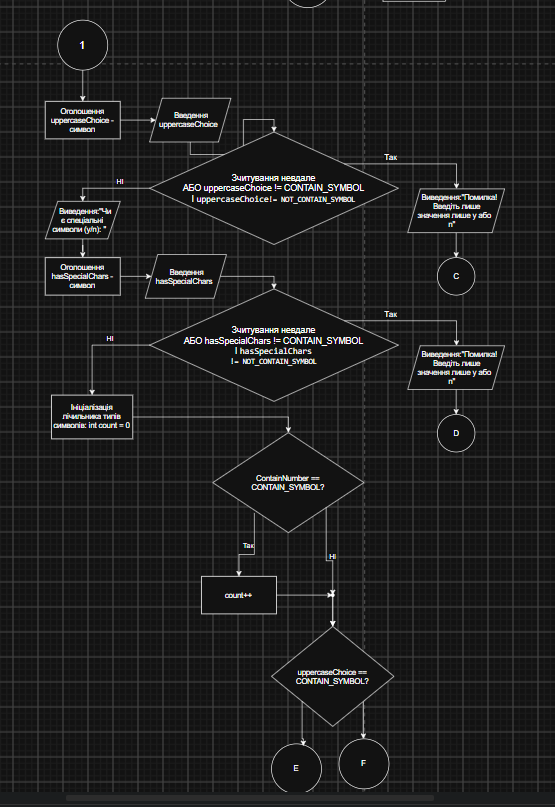 1
Оголошення
uppercaseChoice -
символ
Введення
uppercaseChoice
Зчитування невдале
АБО uppercaseChoice != CONTAIN_SYMBOL
| uppercaseChoice!= NOT_CONTAIN_SYMBOL
Так
НІ
Виведення:"Помилка!
Введіть лише
значення лише y або
n"
C
Виведення:"Чи
є спеціальні
символи (y/n): "
Оголошення
hasSpecialChars -
символ
Введення
hasSpecialChars
Зчитування невдале
АБО hasSpecialChars != CONTAIN_SYMBOL
| hasSpecialChars
!= NOT_CONTAIN_SYMBOL
Так
НІ
Виведення:"Помилка!
Введіть лише
значення лише y або
n"
D
Ініціалізація
лічильника типів
символів: int count = 0
ContainNumber ==
CONTAIN_SYMBOL?
Так
НІ
count++
uppercaseChoice ==
CONTAIN_SYMBOL?
E
F